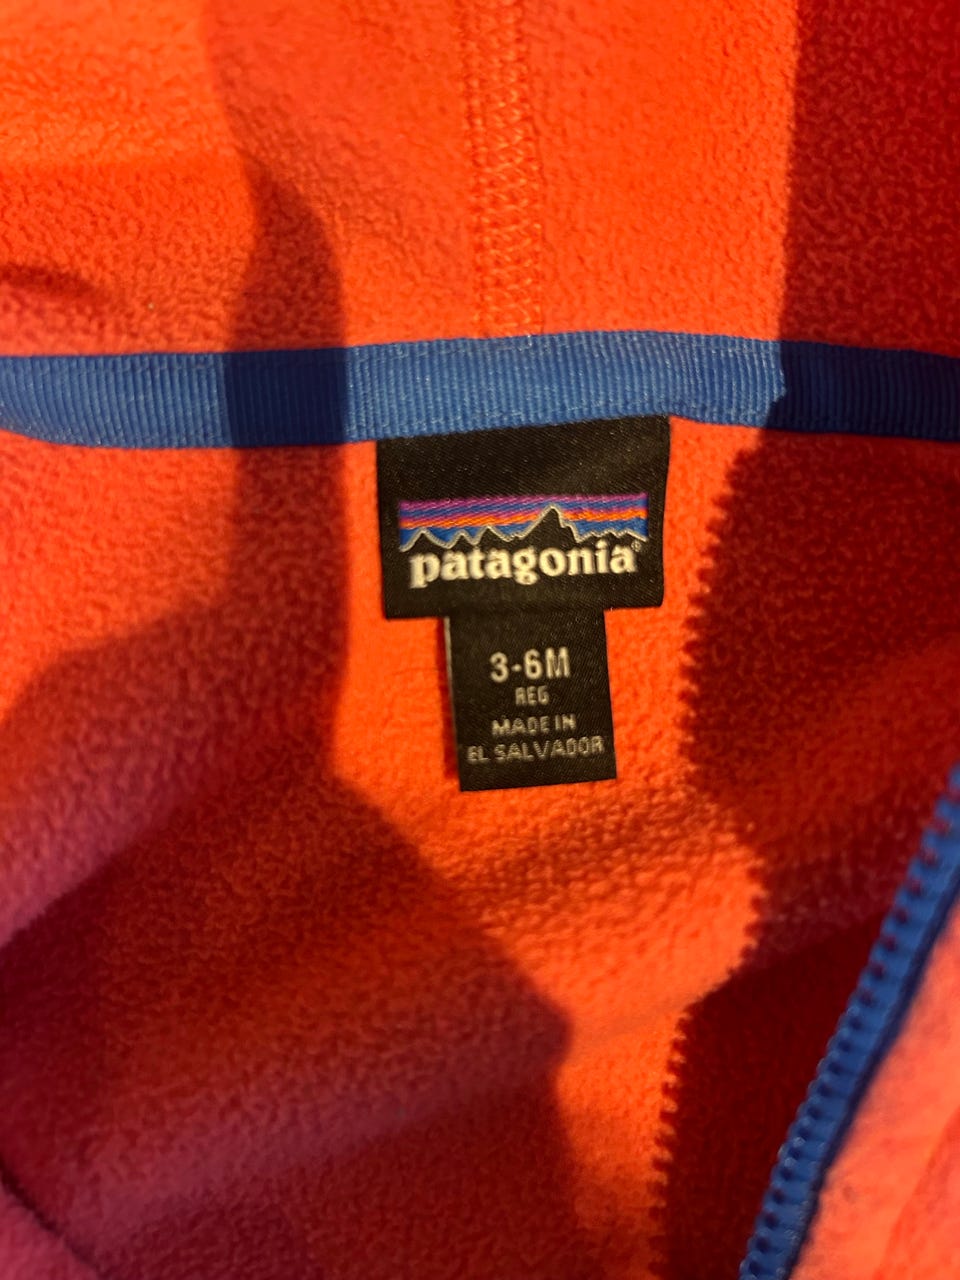 patagonia®
3-6M
REG
MADE IN
EL SALVADOR